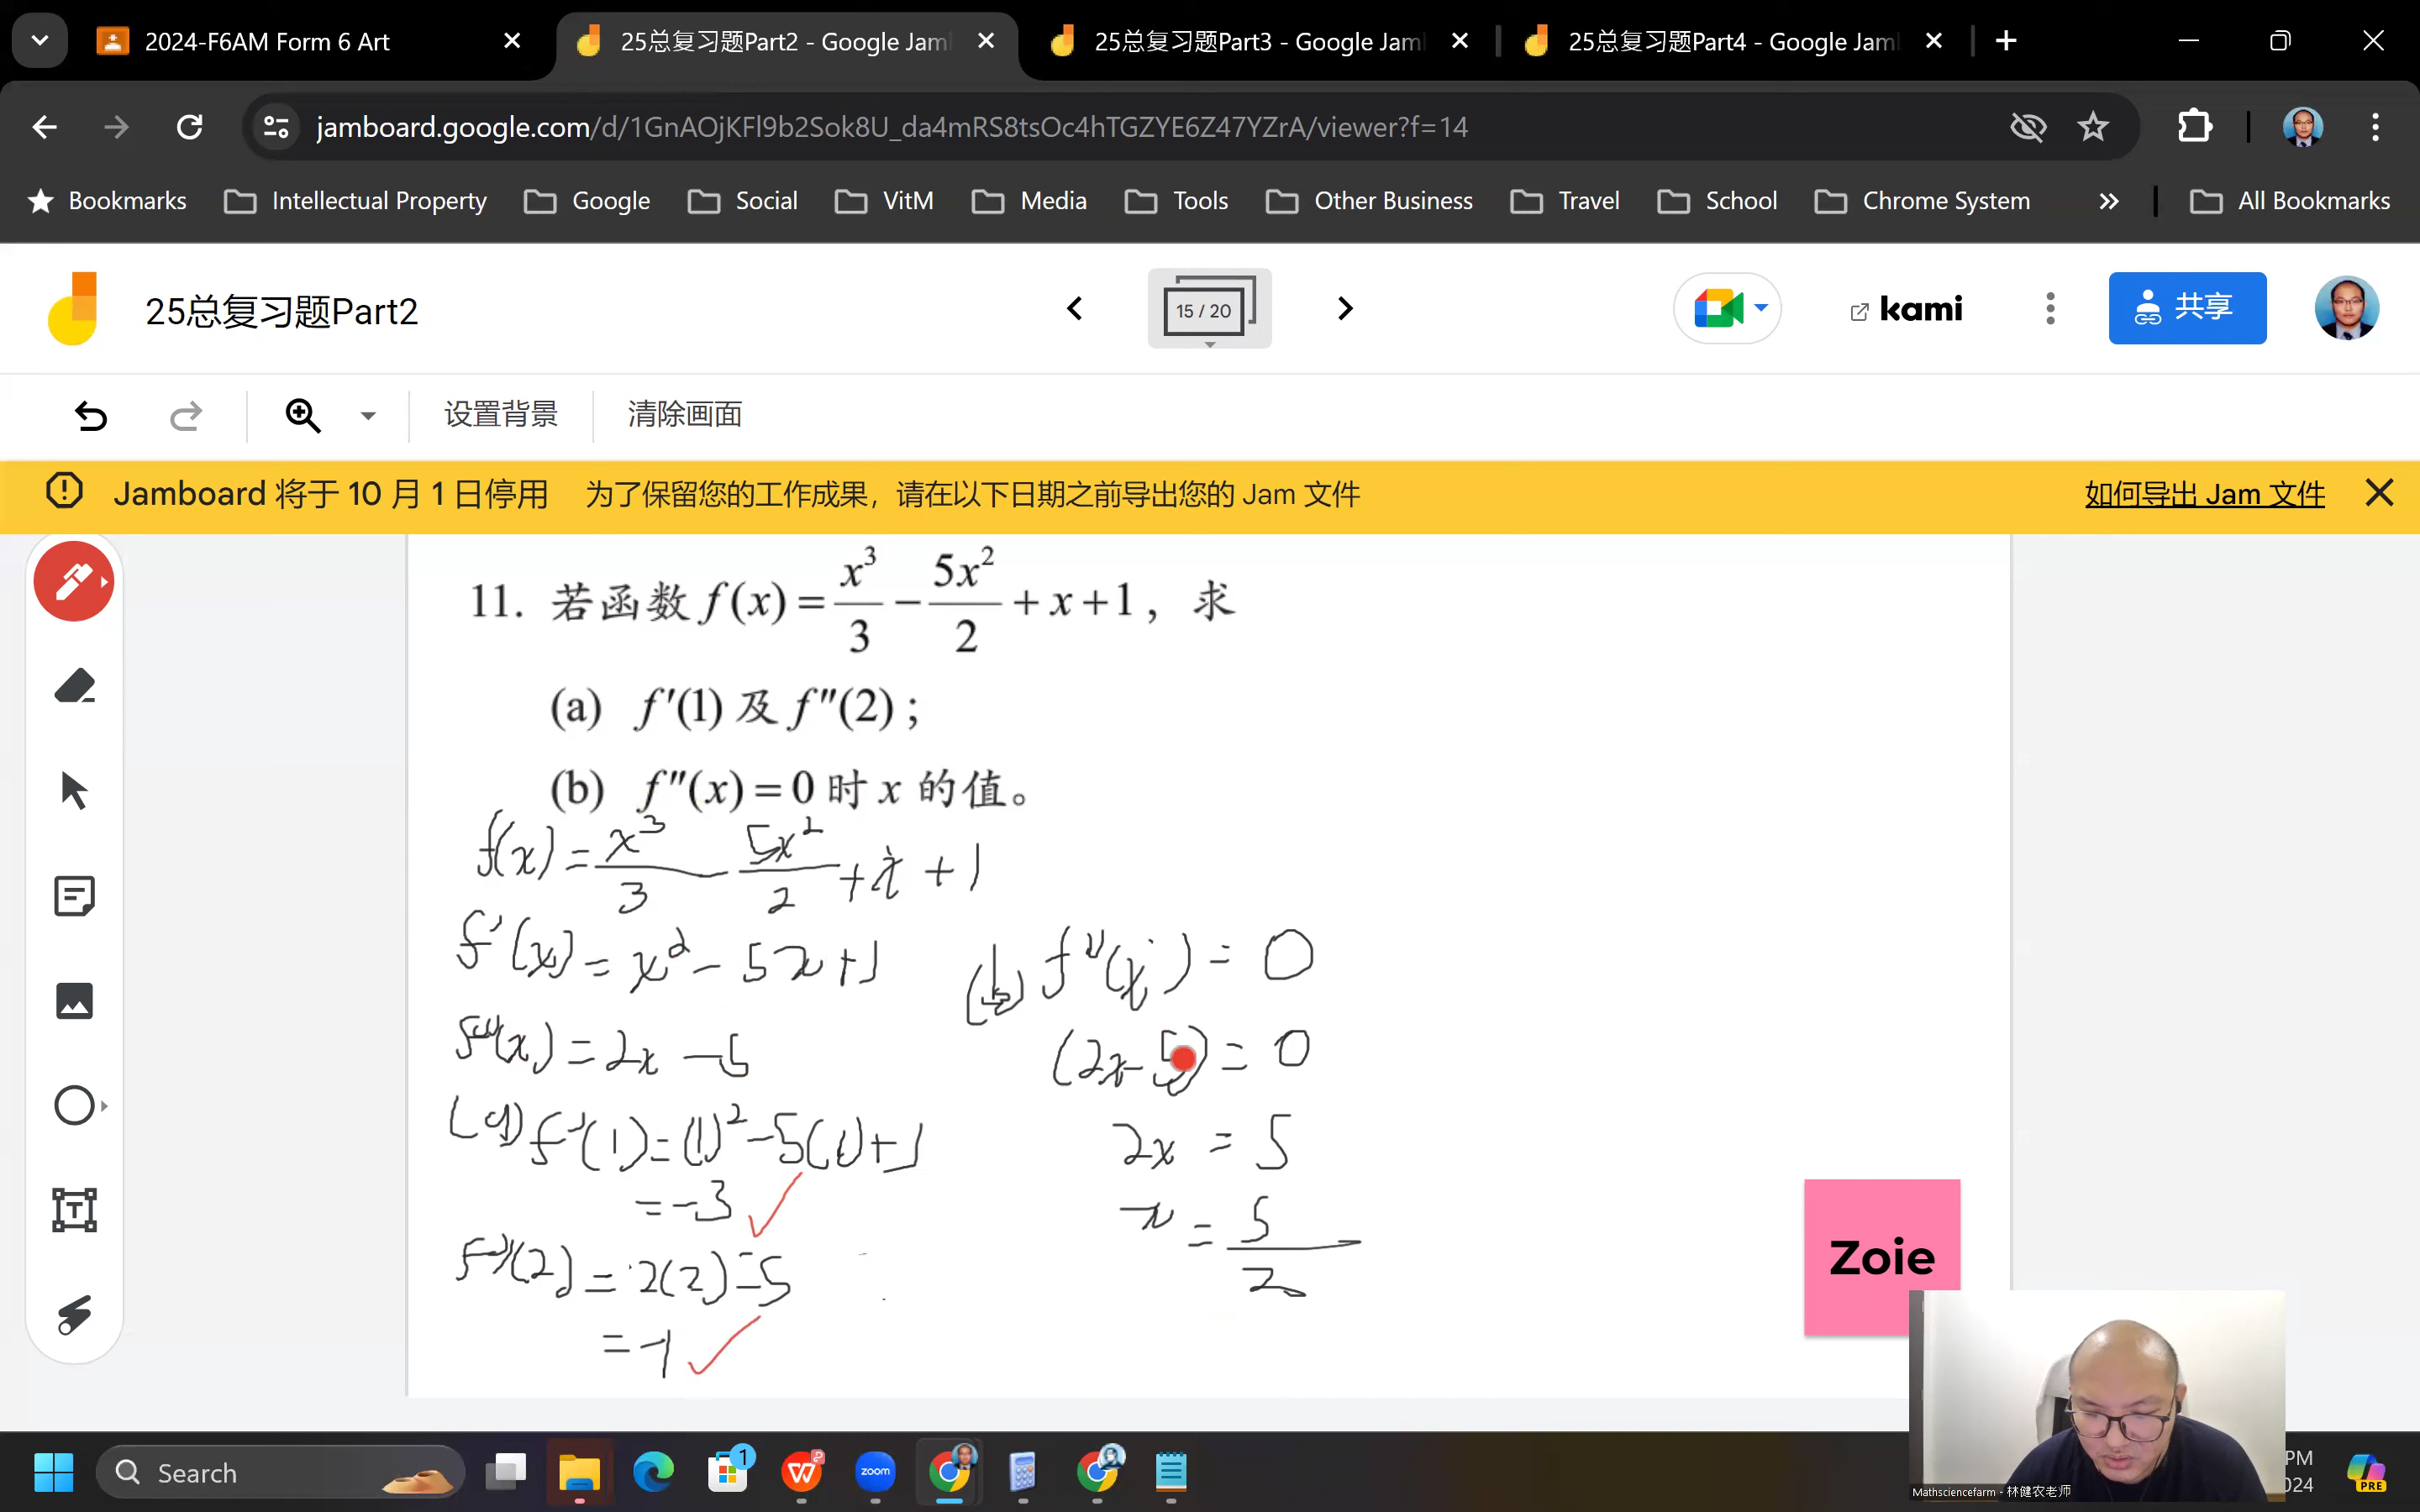 2024-F6AM Form 6 Art
25总复习题Part2 - Google Jam
25总复习题Part3 - Google Jam
25总复习题Part4 - Google Jam
jamboard.google.com/d/1GnAOjKFl9b2Sok8U_da4mRS8tsOc4hTGZYE6Z47YZrA/viewer?f=14
Bookmarks Intellectual Property Google Social VitM Media Tools Other Business Travel School Chrome System » All Bookmarks
25总复习题Part2 15 / 20 kami 共享
设置背景 清除画面
Jamboard 将于 10 月 1 日停用 为了保留您的工作成果，请在以下日期之前导出您的 Jam 文件 如何导出 Jam 文件
11. 若函数 f(x) = x³/3 − 5x²/2 + x + 1，求
(a) f′(1) 及 f″(2)；
(b) f″(x) = 0 时 x 的值。
f(x) = x³/3 − 5x²/2 + x + 1
f′(x) = x² − 5x + 1
f″(x) = 2x − 5
(a) f′(1) = (1)² − 5(1) + 1
= −3 ✓
f″(2) = 2(2) − 5
= −1 ✓
(b) f″(x) = 0
(2x − 5) = 0
2x = 5
x = 5/2
Zoie
Mathsciencefarm - 林健农老师
Search
1
zoom
PM
024
PRE